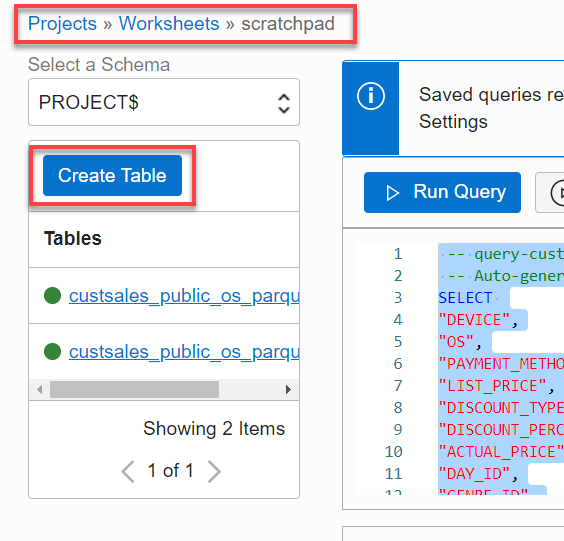 Projects » Worksheets » scratchpad
Select a Schema
PROJECT$
Create Table
Tables
custsales_public_os_parqu
custsales_public_os_parqu
Showing 2 Items
1 of 1
Saved queries re
Settings
Run Query
1 -- query-cust
2 -- Auto-gener
3 SELECT
4 "DEVICE",
5 "OS",
6 "PAYMENT_METHO
7 "LIST_PRICE",
8 "DISCOUNT_TYPE
9 "DISCOUNT_PERC
10 "ACTUAL_PRICE"
11 "DAY_ID",
12 "GENRE_ID"